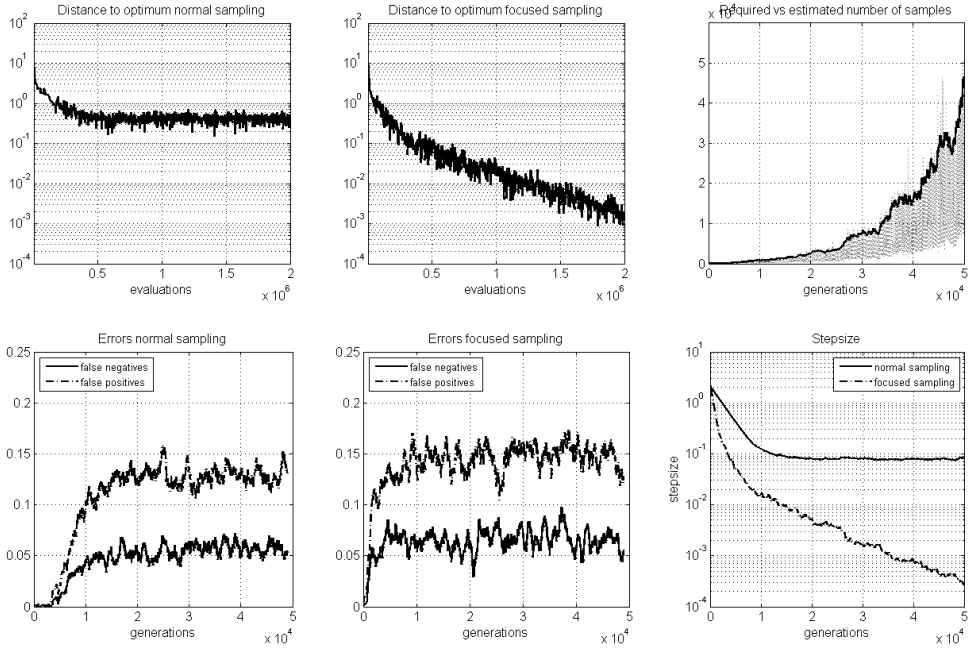 Distance to optimum normal sampling
10^2
10^1
10^0
10^-1
10^-2
10^-3
10^-4
0.5
1
1.5
2
evaluations
x 10^6
Distance to optimum focused sampling
10^2
10^1
10^0
10^-1
10^-2
10^-3
10^-4
0.5
1
1.5
2
evaluations
x 10^6
x 10^4
Required vs estimated number of samples
5
4
3
2
1
0
0
1
2
3
4
5
generations
x 10^4
Errors normal sampling
false negatives
false positives
0.25
0.2
0.15
0.1
0.05
0
0
1
2
3
4
5
generations
x 10^4
Errors focused sampling
false negatives
false positives
0.25
0.2
0.15
0.1
0.05
0
0
1
2
3
4
5
generations
x 10^4
Stepsize
normal sampling
focused sampling
10^1
10^0
10^-1
10^-2
10^-3
10^-4
stepsize
0
1
2
3
4
5
generations
x 10^4